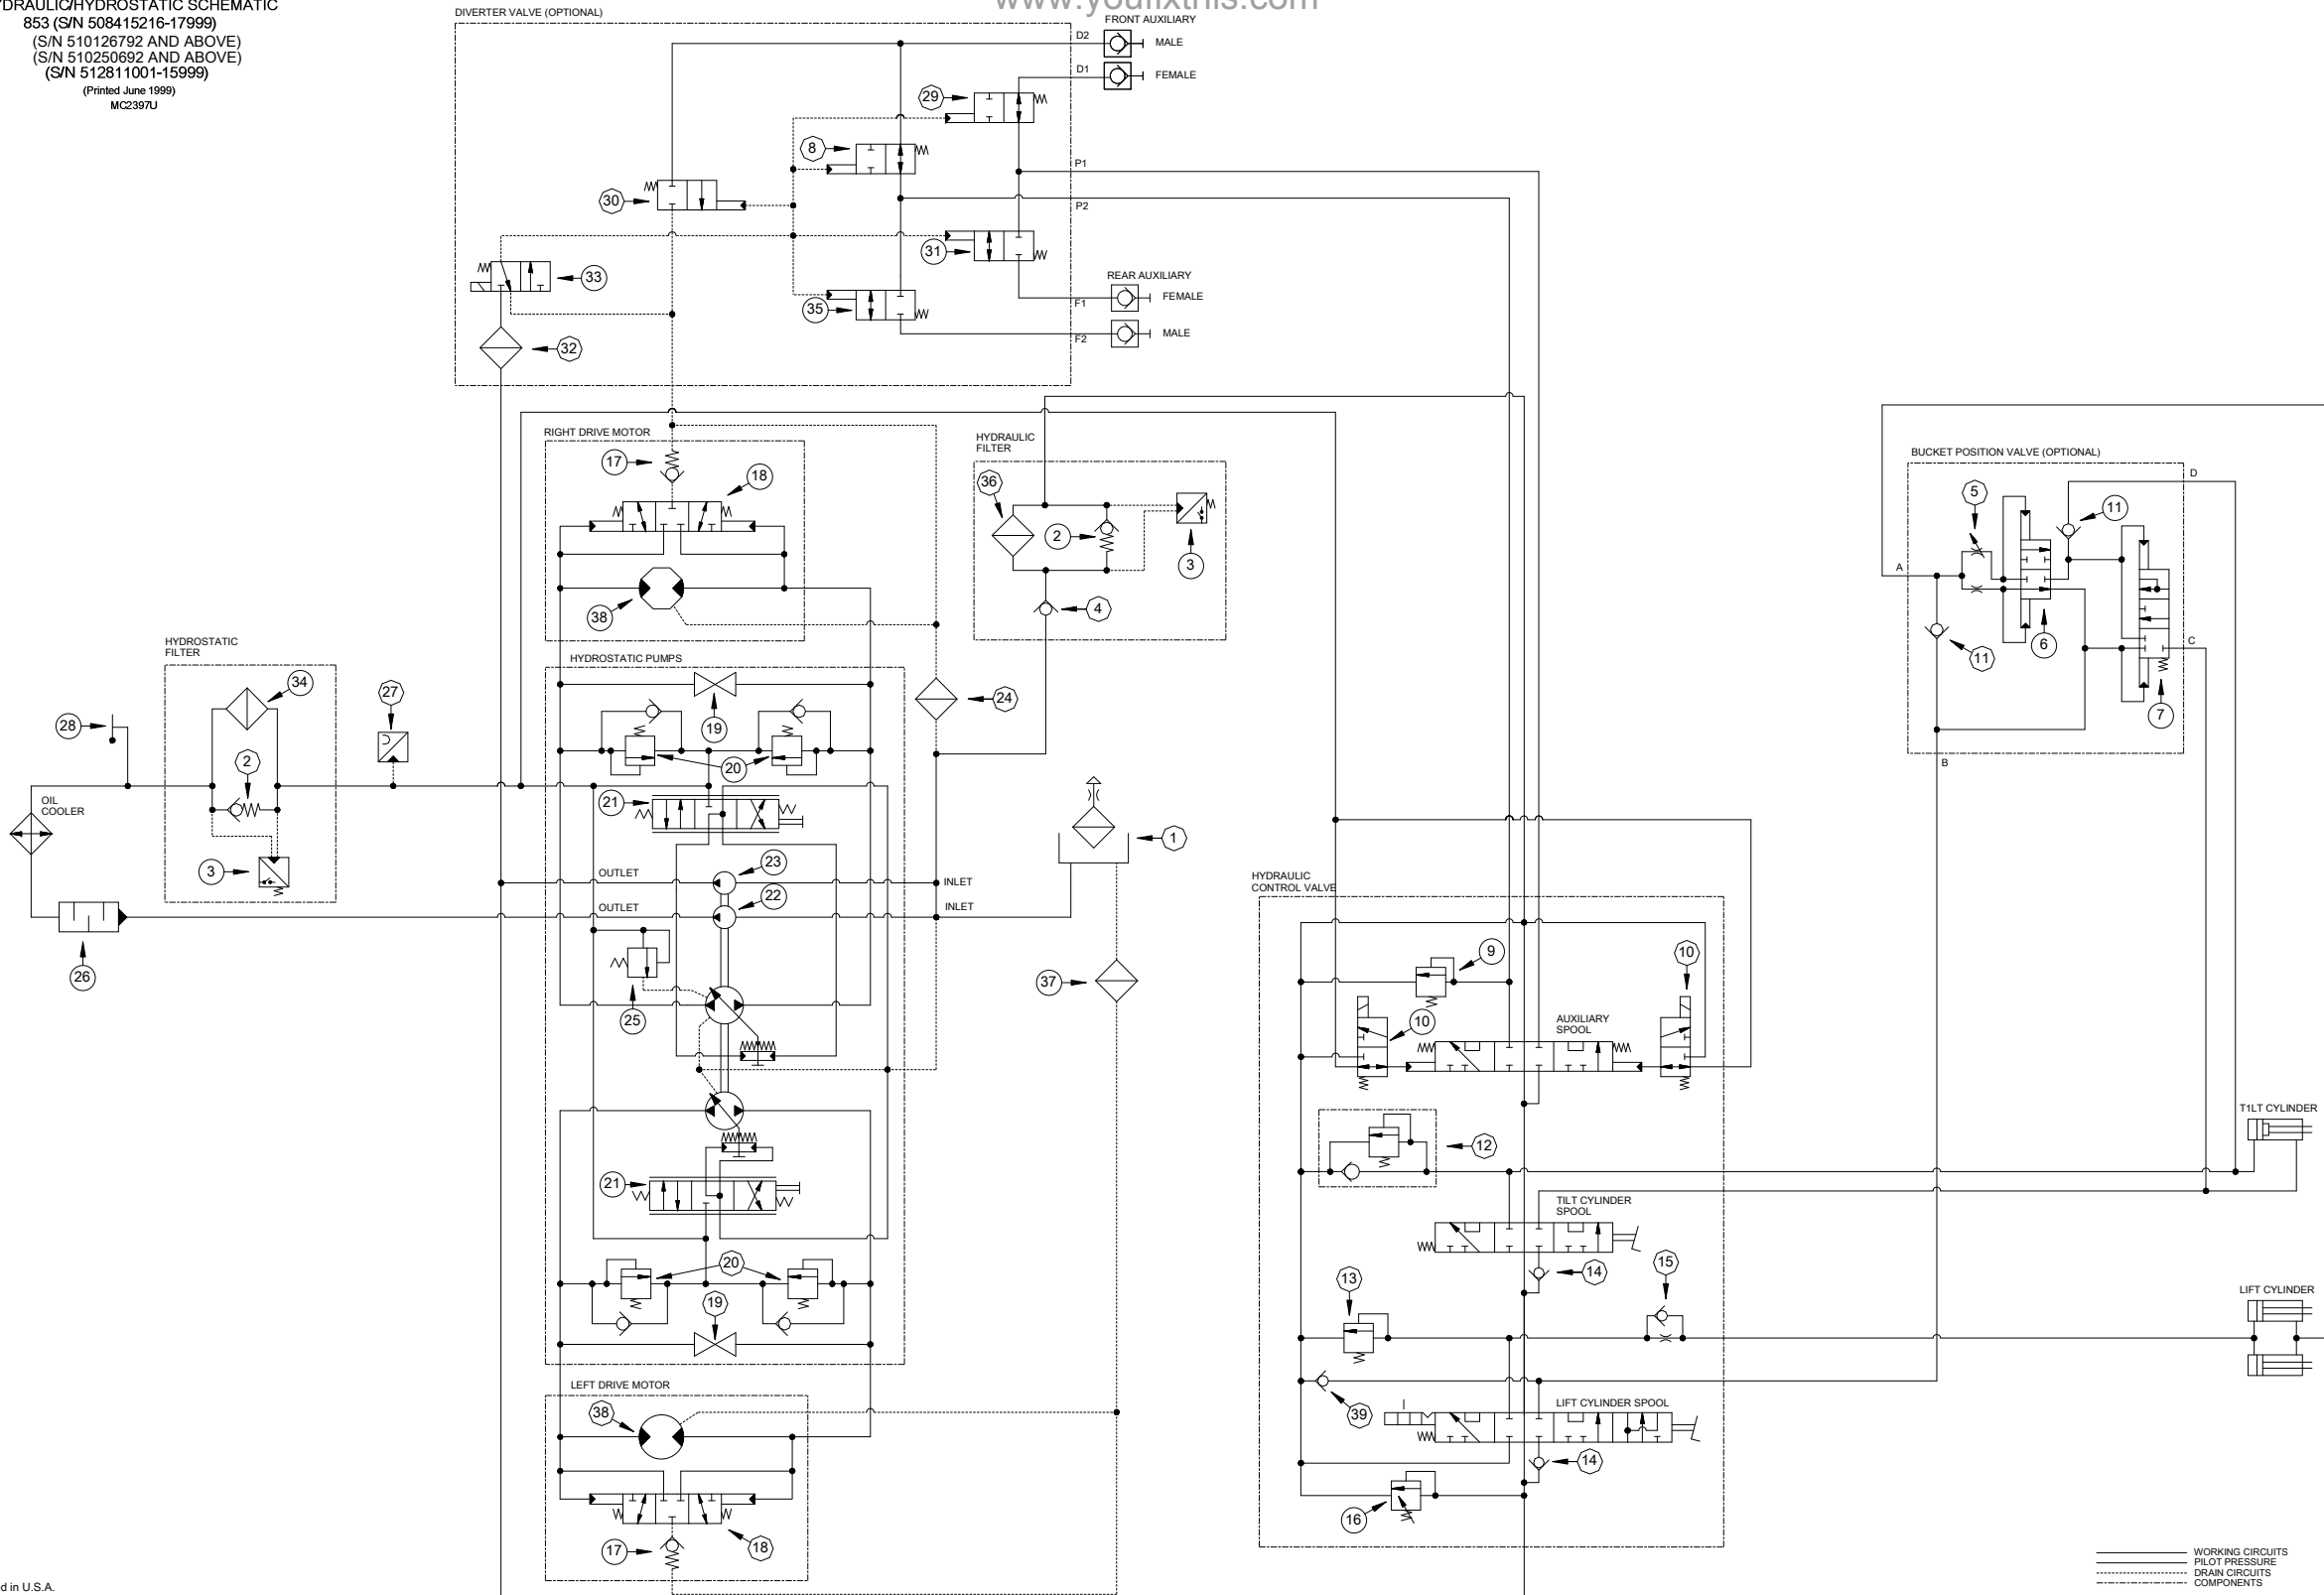 YDRAULIC/HYDROSTATIC SCHEMATIC
853 (S/N 508415216-17999)
(S/N 510126792 AND ABOVE)
(S/N 510250692 AND ABOVE)
(S/N 512811001-15999)
(Printed June 1999)
MC2397U
www.youfixthis.com
DIVERTER VALVE (OPTIONAL)
FRONT AUXILIARY
D2
MALE
D1
FEMALE
29
8
P1
30
P2
31
33
REAR AUXILIARY
FEMALE
F1
35
MALE
F2
32
RIGHT DRIVE MOTOR
17
18
38
HYDRAULIC
FILTER
36
2
3
4
BUCKET POSITION VALVE (OPTIONAL)
D
5
11
A
6
C
11
7
B
HYDROSTATIC
FILTER
34
27
28
2
OIL
COOLER
3
26
HYDROSTATIC PUMPS
19
24
20
21
1
OUTLET
23
INLET
OUTLET
22
INLET
25
37
21
20
19
HYDRAULIC
CONTROL VALVE
9
10
10
AUXILIARY
SPOOL
12
T1LT CYLINDER
TILT CYLINDER
SPOOL
14
15
13
LIFT CYLINDER
39
LIFT CYLINDER SPOOL
14
16
LEFT DRIVE MOTOR
38
17
18
WORKING CIRCUITS
PILOT PRESSURE
DRAIN CIRCUITS
COMPONENTS
d in U.S.A.